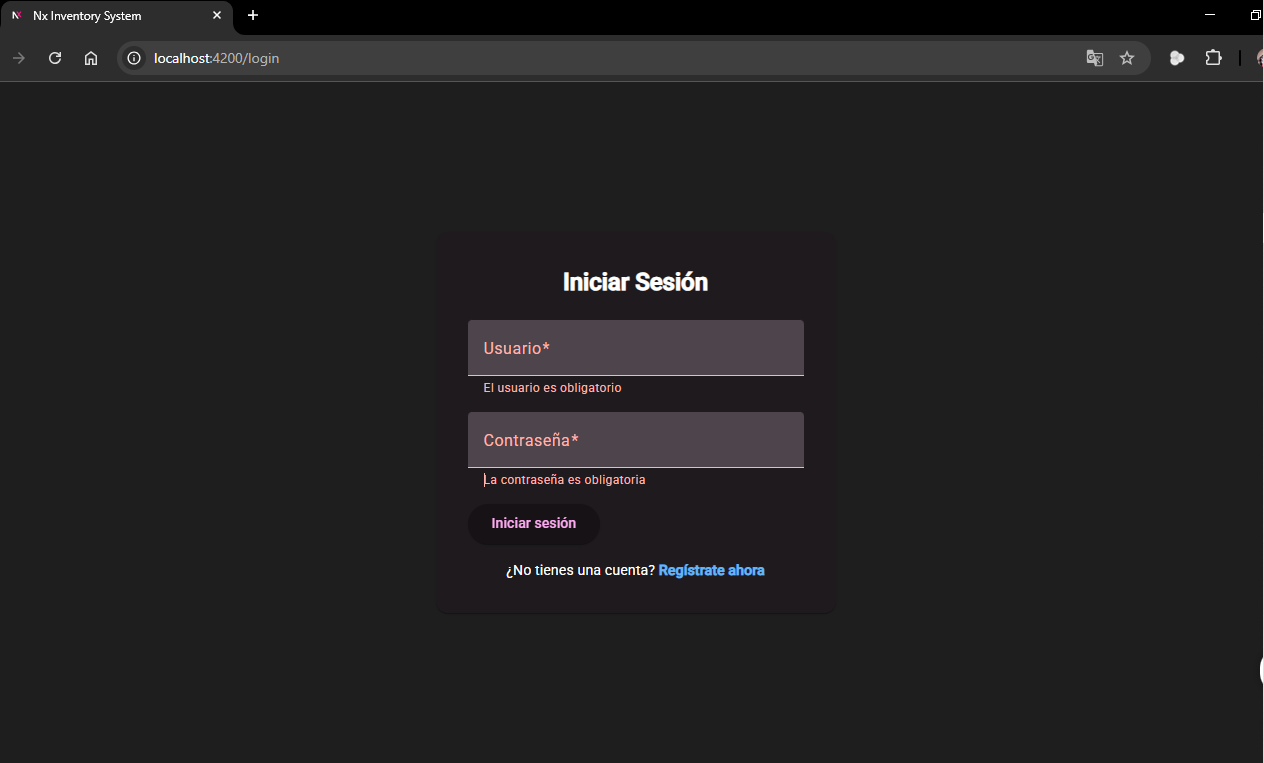 Nx Inventory System
localhost:4200/login
Iniciar Sesión
Usuario*
El usuario es obligatorio
Contraseña*
La contraseña es obligatoria
Iniciar sesión
¿No tienes una cuenta? Regístrate ahora